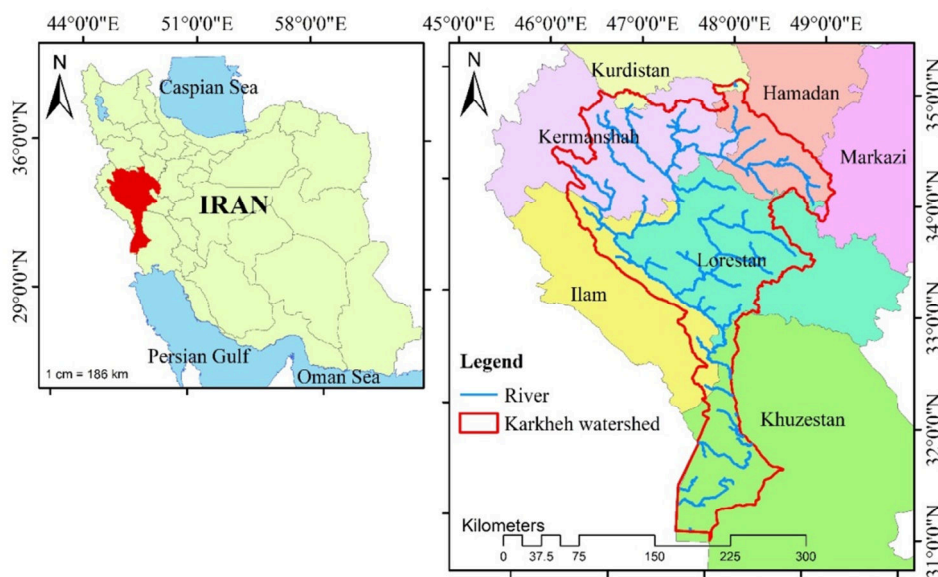 44°0'0"E
51°0'0"E
58°0'0"E
36°0'0"N
29°0'0"N
N
Caspian Sea
IRAN
Persian Gulf
Oman Sea
1 cm = 186 km
45°0'0"E
46°0'0"E
47°0'0"E
48°0'0"E
49°0'0"E
N
Kurdistan
Hamadan
Kermanshah
Markazi
Lorestan
Ilam
Khuzestan
Legend
River
Karkheh watershed
Kilometers
0 37.5 75 150 225 300
35°0'0"N
34°0'0"N
33°0'0"N
32°0'0"N
31°0'0"N